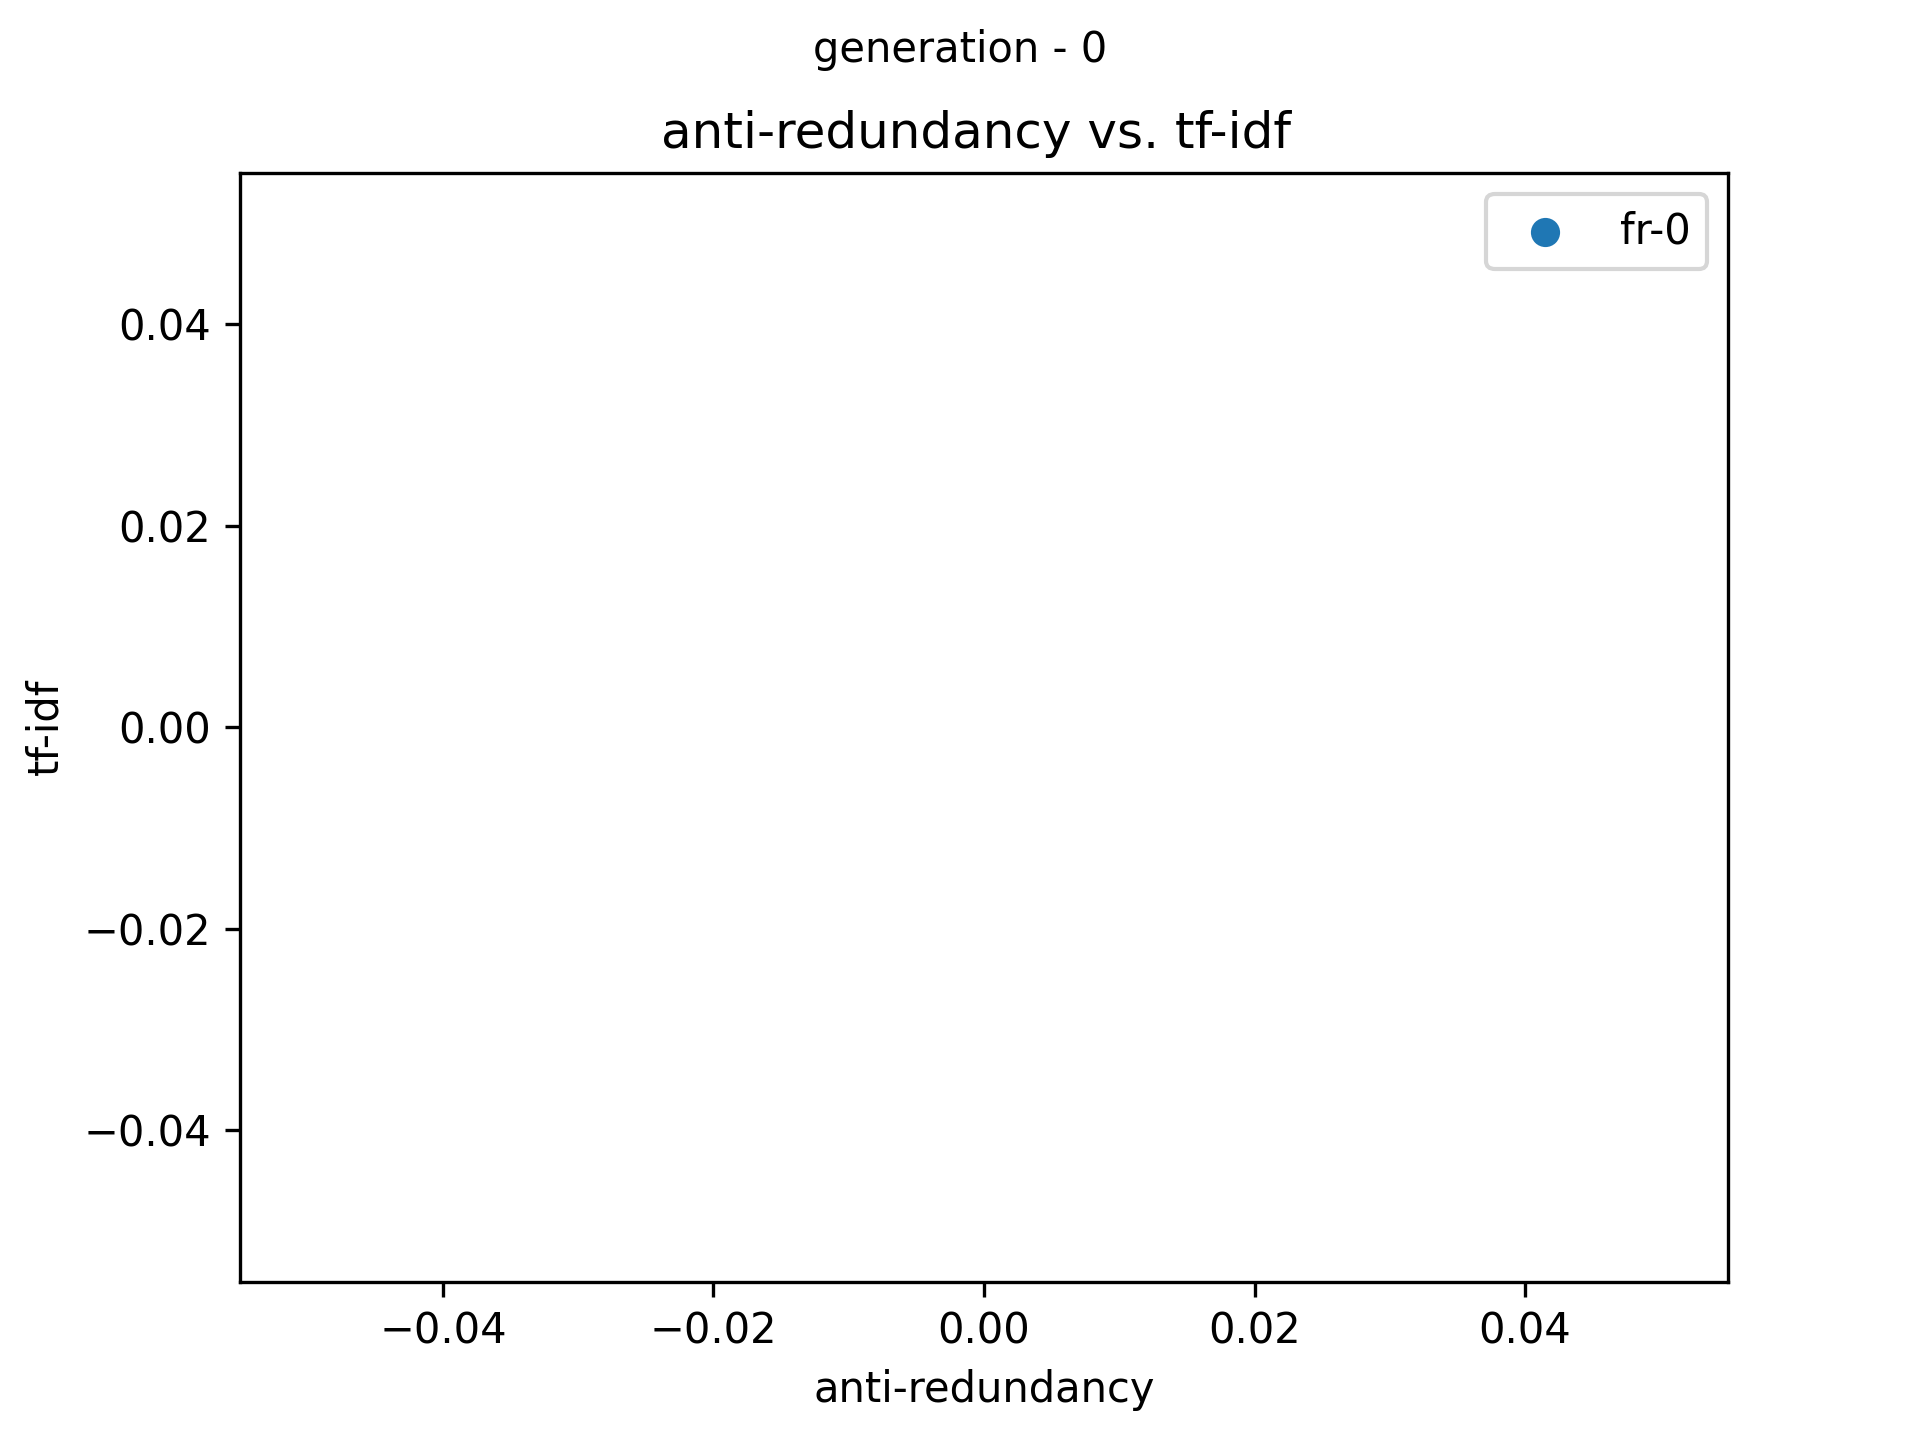 generation - 0
anti-redundancy vs. tf-idf
fr-0
0.04
0.02
0.00
−0.02
−0.04
tf-idf
−0.04 −0.02 0.00 0.02 0.04
anti-redundancy